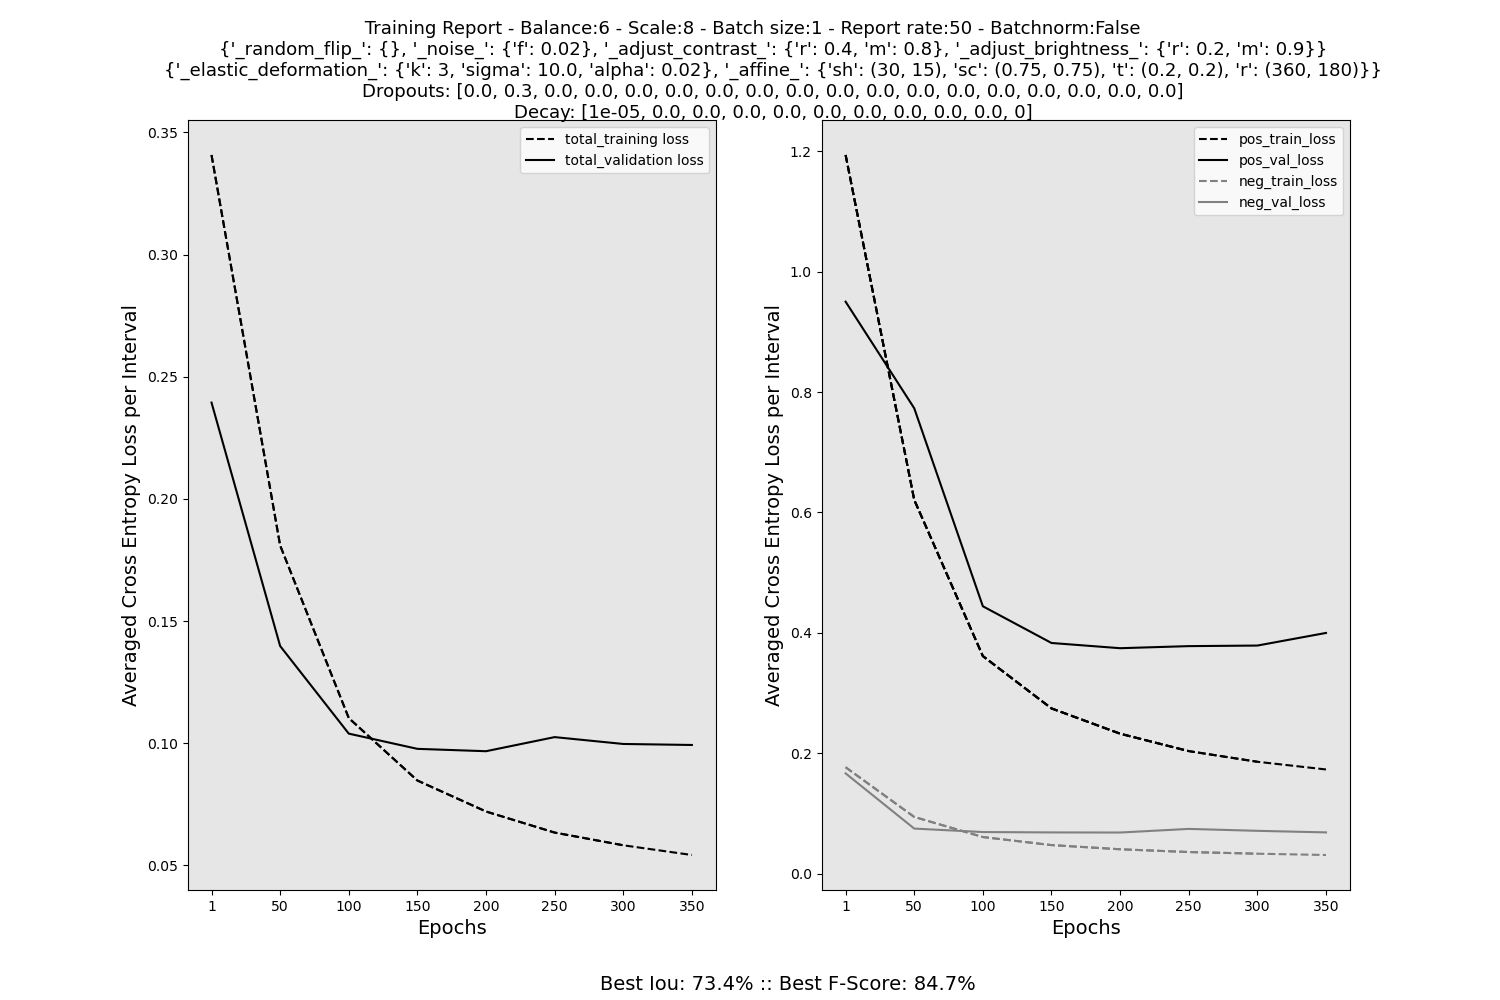 Training Report - Balance:6 - Scale:8 - Batch size:1 - Report rate:50 - Batchnorm:False
{'_random_flip_': {}, '_noise_': {'f': 0.02}, '_adjust_contrast_': {'r': 0.4, 'm': 0.8}, '_adjust_brightness_': {'r': 0.2, 'm': 0.9}}
{'_elastic_deformation_': {'k': 3, 'sigma': 10.0, 'alpha': 0.02}, '_affine_': {'sh': (30, 15), 'sc': (0.75, 0.75), 't': (0.2, 0.2), 'r': (360, 180)}}
Dropouts: [0.0, 0.3, 0.0, 0.0, 0.0, 0.0, 0.0, 0.0, 0.0, 0.0, 0.0, 0.0, 0.0, 0.0, 0.0, 0.0, 0.0, 0.0]
Decay: [1e-05, 0.0, 0.0, 0.0, 0.0, 0.0, 0.0, 0.0, 0.0, 0.0, 0]
total_training loss
total_validation loss
0.35
0.30
0.25
0.20
0.15
0.10
0.05
Averaged Cross Entropy Loss per Interval
1 50 100 150 200 250 300 350
Epochs
pos_train_loss
pos_val_loss
neg_train_loss
neg_val_loss
1.2
1.0
0.8
0.6
0.4
0.2
0.0
Averaged Cross Entropy Loss per Interval
1 50 100 150 200 250 300 350
Epochs
Best Iou: 73.4% :: Best F-Score: 84.7%